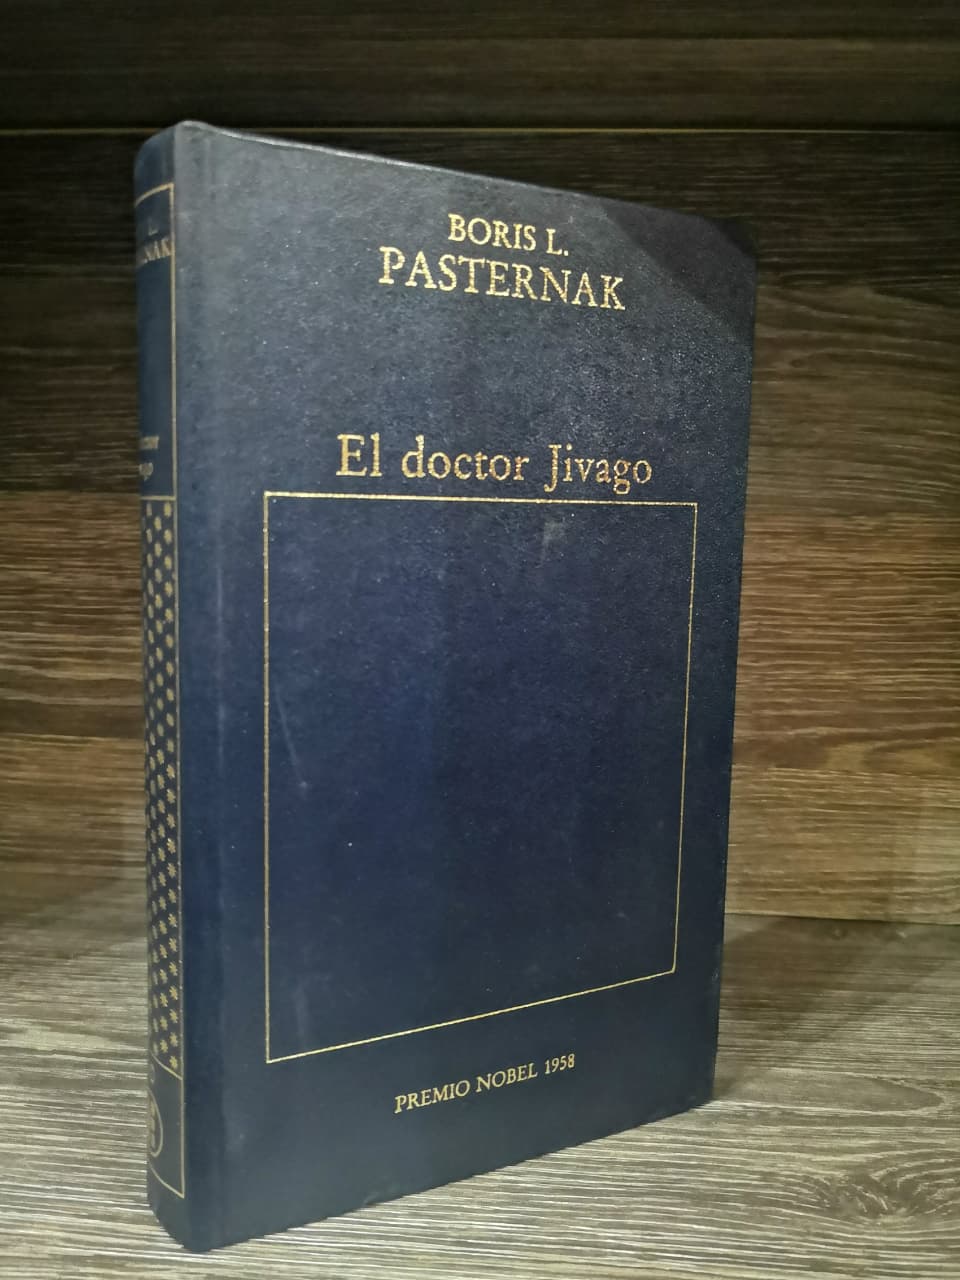 BORIS L.
PASTERNAK
El doctor Jivago
PREMIO NOBEL 1958